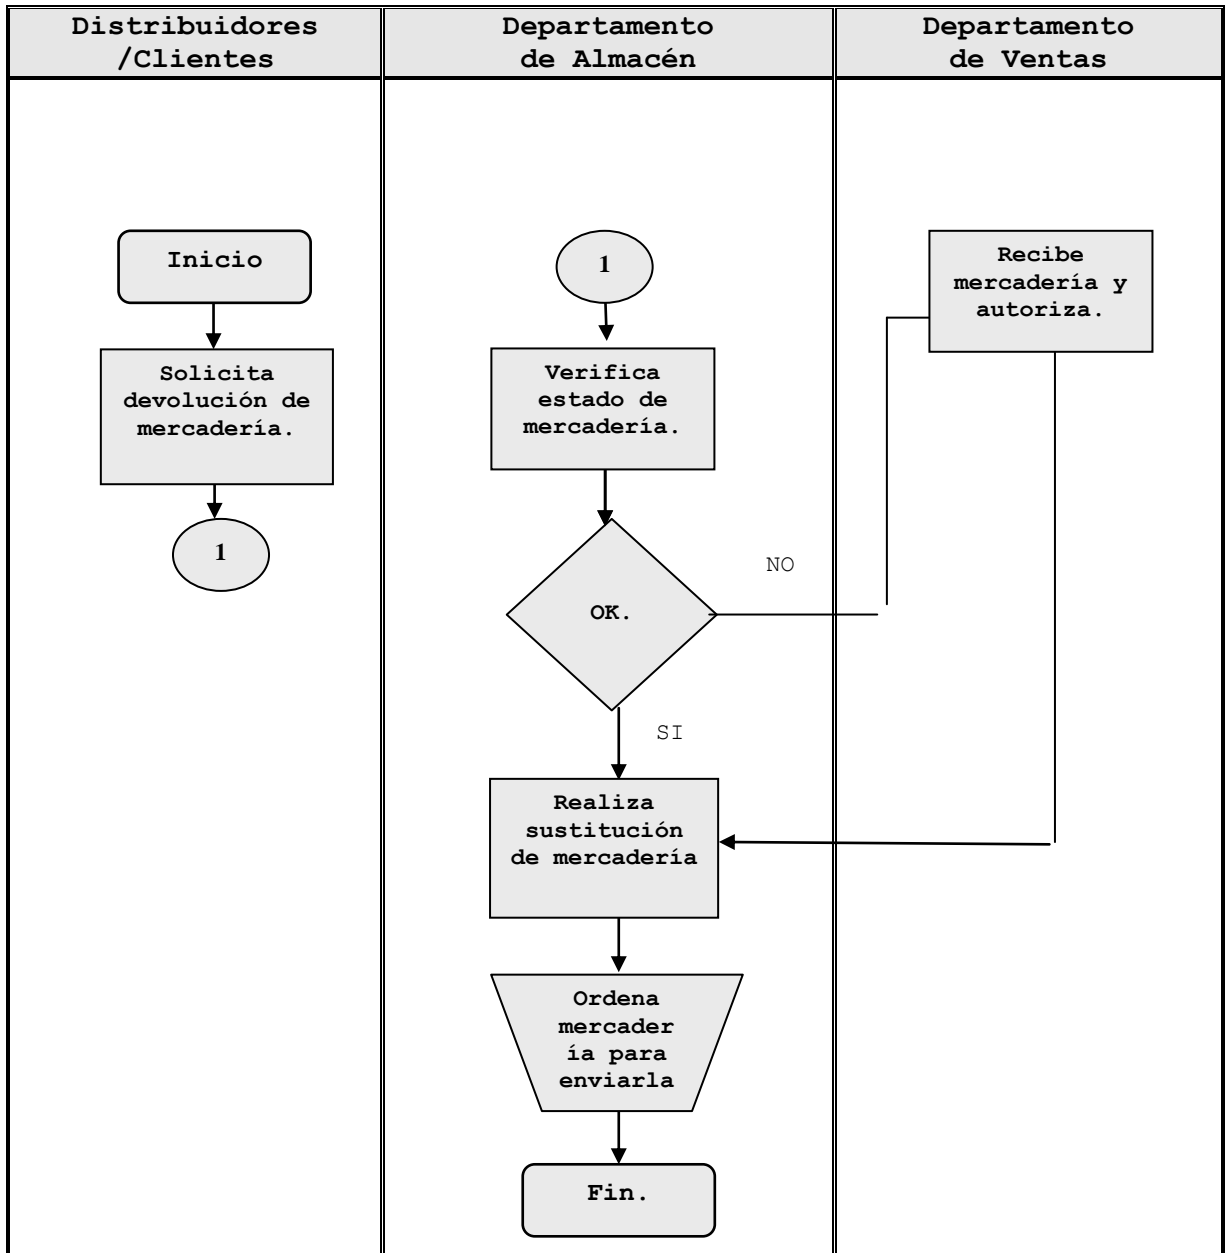 Distribuidores
/Clientes
Departamento
de Almacén
Departamento
de Ventas
Inicio
Solicita
devolución de
mercadería.
1
1
Verifica
estado de
mercadería.
OK.
NO
SI
Realiza
sustitución
de mercadería
Ordena
mercader
ía para
enviarla
Fin.
Recibe
mercadería y
autoriza.